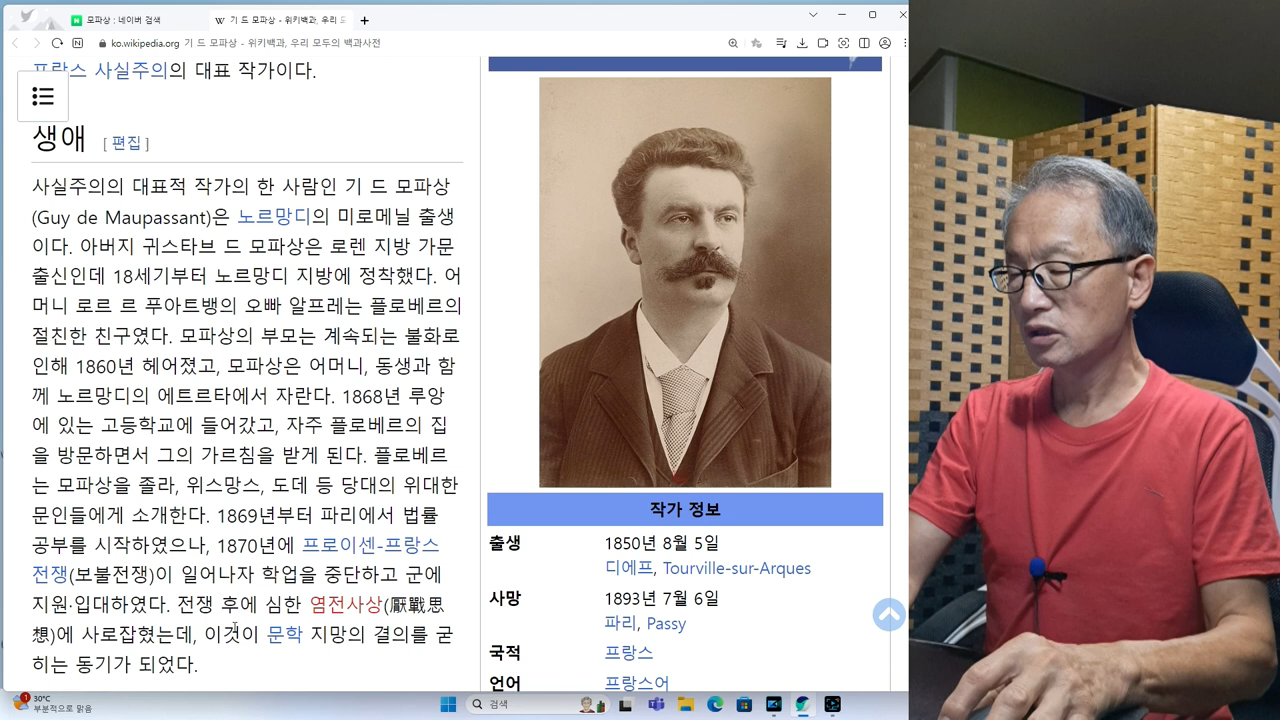 모파상 : 네이버 검색
기 드 모파상 - 위키백과, 우리 모
ko.wikipedia.org 기 드 모파상 - 위키백과, 우리 모두의 백과사전
프랑스 사실주의의 대표 작가이다.
생애 [ 편집 ]
사실주의의 대표적 작가의 한 사람인 기 드 모파상
(Guy de Maupassant)은 노르망디의 미로메닐 출생
이다. 아버지 귀스타브 드 모파상은 로렌 지방 가문
출신인데 18세기부터 노르망디 지방에 정착했다. 어
머니 로르 르 푸아트뱅의 오빠 알프레는 플로베르의
절친한 친구였다. 모파상의 부모는 계속되는 불화로
인해 1860년 헤어졌고, 모파상은 어머니, 동생과 함
께 노르망디의 에트르타에서 자란다. 1868년 루앙
에 있는 고등학교에 들어갔고, 자주 플로베르의 집
을 방문하면서 그의 가르침을 받게 된다. 플로베르
는 모파상을 졸라, 위스망스, 도데 등 당대의 위대한
문인들에게 소개한다. 1869년부터 파리에서 법률
공부를 시작하였으나, 1870년에 프로이센-프랑스
전쟁(보불전쟁)이 일어나자 학업을 중단하고 군에
지원·입대하였다. 전쟁 후에 심한 염전사상(厭戰思
想)에 사로잡혔는데, 이것이 문학 지망의 결의를 굳
히는 동기가 되었다.
작가 정보
출생 1850년 8월 5일
디에프, Tourville-sur-Arques
사망 1893년 7월 6일
파리, Passy
국적 프랑스
언어 프랑스어
1
30°C
부분적으로 맑음
검색